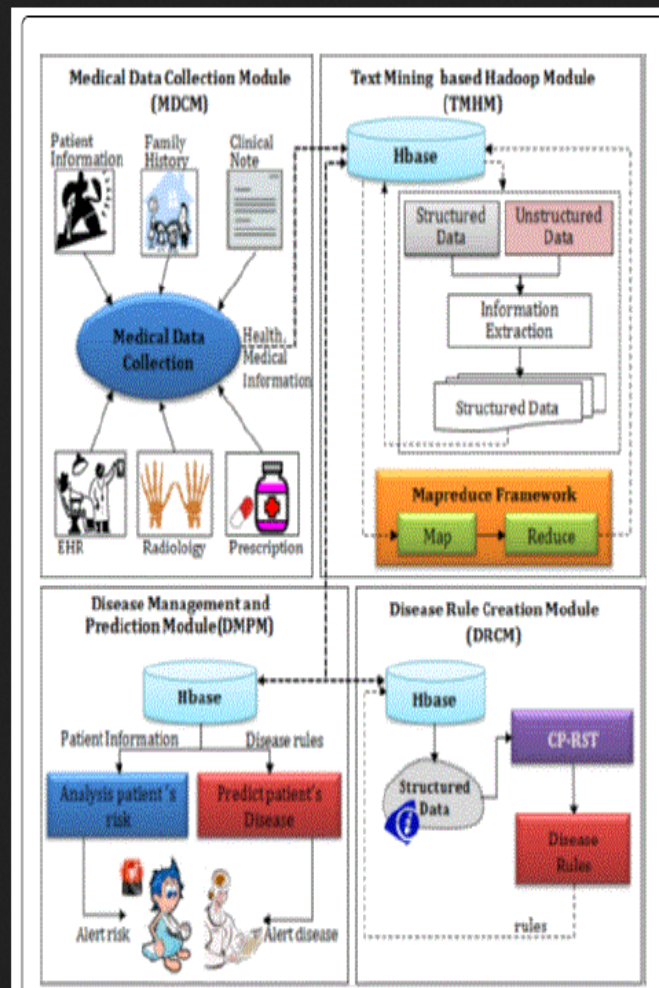 Medical Data Collection Module
(MDCM)
Patient
Information
Family
History
Clinical
Note
Medical Data
Collection
Health,
Medical
Information
EHR
Radioloigy
Prescription
Text Mining based Hadoop Module
(TMHM)
Hbase
Structured
Data
Unstructured
Data
Information
Extraction
Structured Data
Mapreduce Framework
Map
Reduce
Disease Management and
Prediction Module(DMPM)
Hbase
Patient Information
Disease rules
Analysis patient's
risk
Predict patient's
Disease
Alert risk
Alert disease
Disease Rule Creation Module
(DRCM)
Hbase
Structured
Data
CP-RST
Disease
Rules
rules